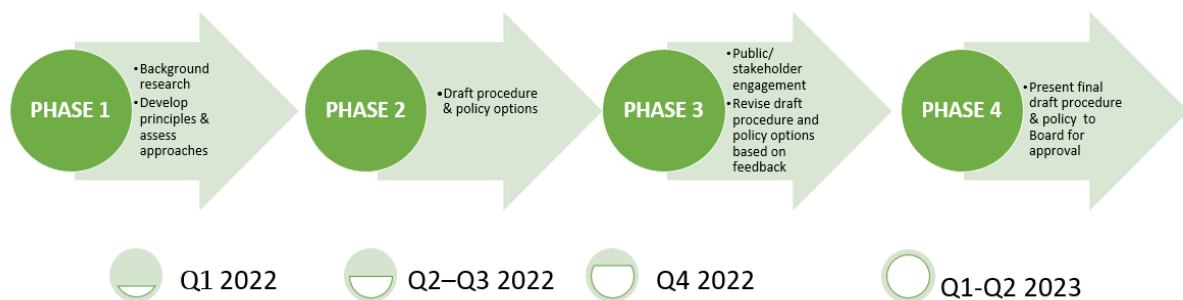 PHASE 1
•Background
research
•Develop
principles &
assess
approaches
PHASE 2
•Draft procedure
& policy options
PHASE 3
•Public/
stakeholder
engagement
•Revise draft
procedure and
policy options
based on
feedback
PHASE 4
•Present final
draft procedure
& policy to
Board for
approval
Q1 2022
Q2–Q3 2022
Q4 2022
Q1-Q2 2023